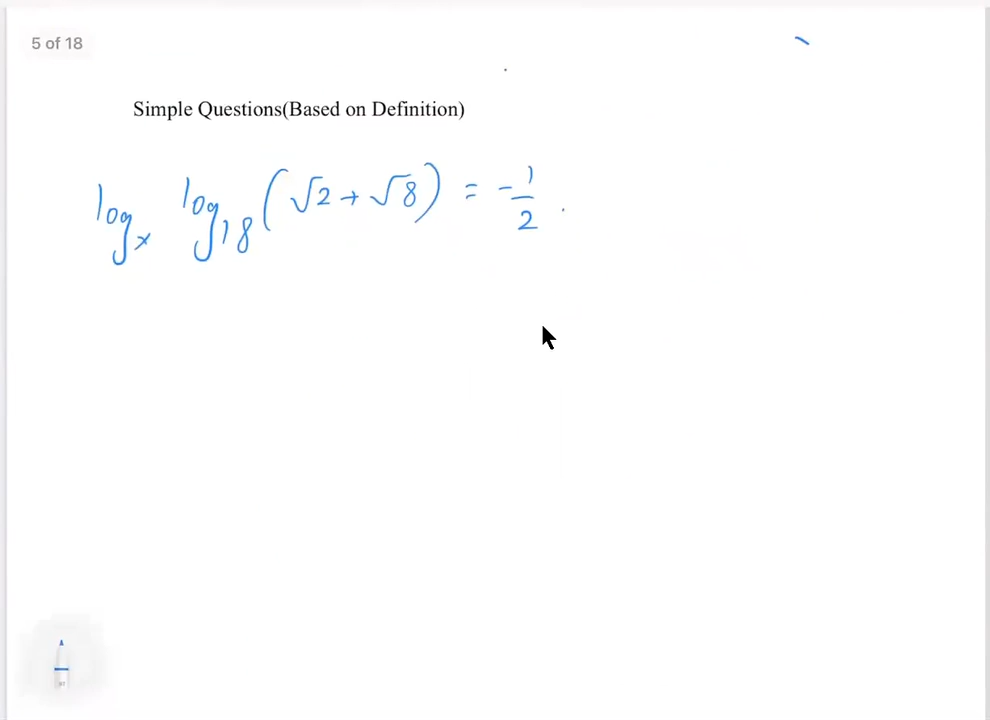 5 of 18
Simple Questions(Based on Definition)
log_x log_18 (√2 + √8) = -1/2